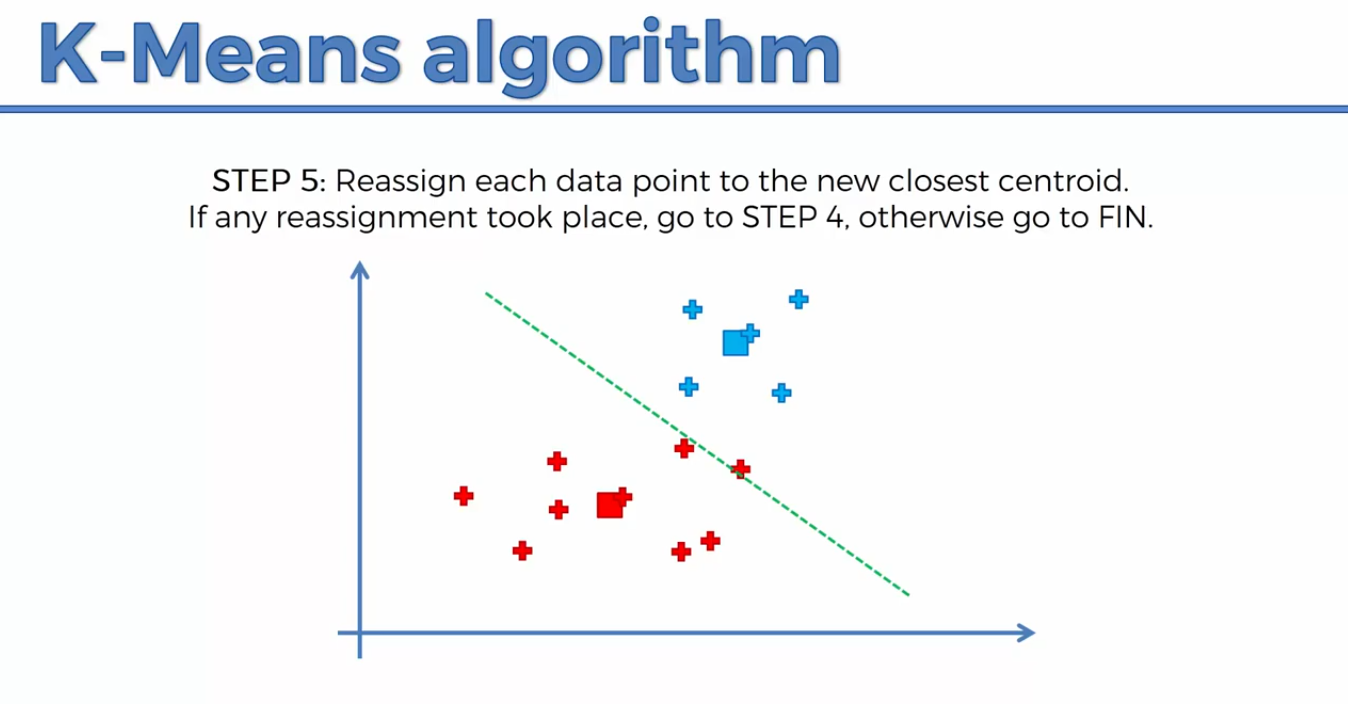 K-Means algorithm
STEP 5: Reassign each data point to the new closest centroid.
If any reassignment took place, go to STEP 4, otherwise go to FIN.